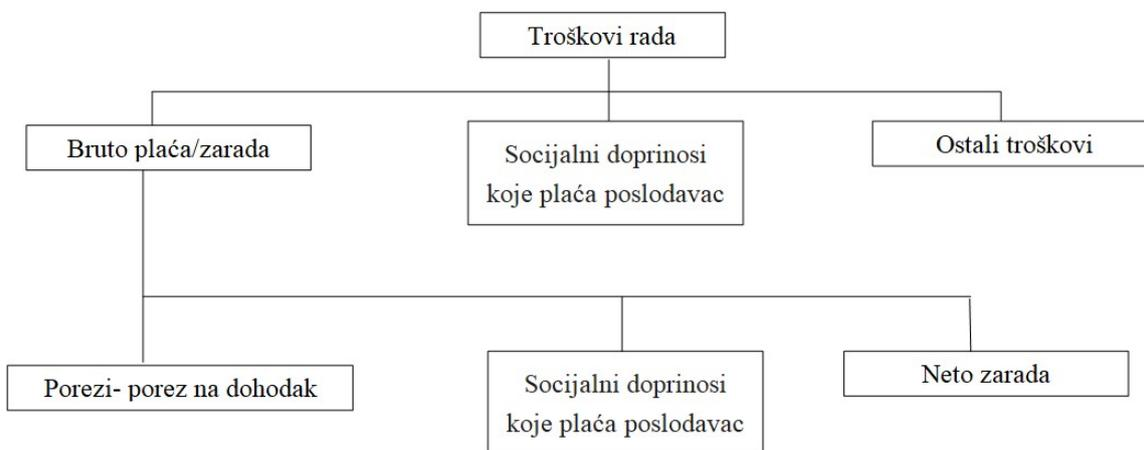 Troškovi rada
Bruto plaća/zarada
Socijalni doprinosi
koje plaća poslodavac
Ostali troškovi
Porezi- porez na dohodak
Socijalni doprinosi
koje plaća poslodavac
Neto zarada